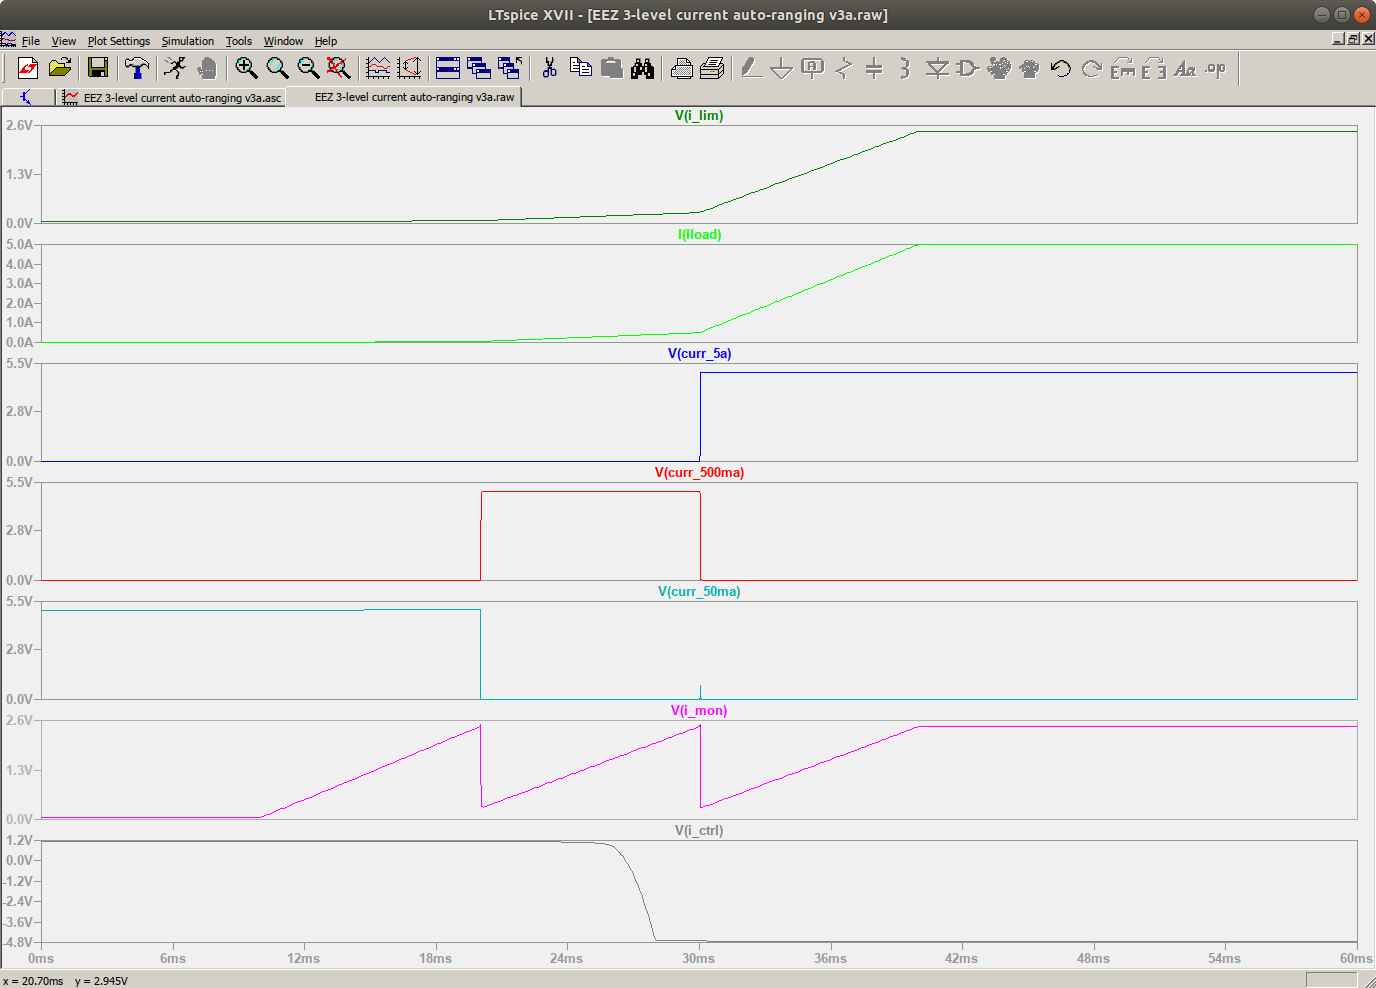 LTspice XVII - [EEZ 3-level current auto-ranging v3a.raw]
File View Plot Settings Simulation Tools Window Help
EEZ 3-level current auto-ranging v3a.asc EEZ 3-level current auto-ranging v3a.raw
V(i_lim)
2.6V
1.3V
0.0V
I(Iload)
5.0A
4.0A
3.0A
2.0A
1.0A
0.0A
V(curr_5a)
5.5V
2.8V
0.0V
V(curr_500ma)
5.5V
2.8V
0.0V
V(curr_50ma)
5.5V
2.8V
0.0V
V(i_mon)
2.6V
1.3V
0.0V
V(i_ctrl)
1.2V
0.0V
-1.2V
-2.4V
-3.6V
-4.8V
0ms 6ms 12ms 18ms 24ms 30ms 36ms 42ms 48ms 54ms 60ms
x = 20.70ms y = 2.945V